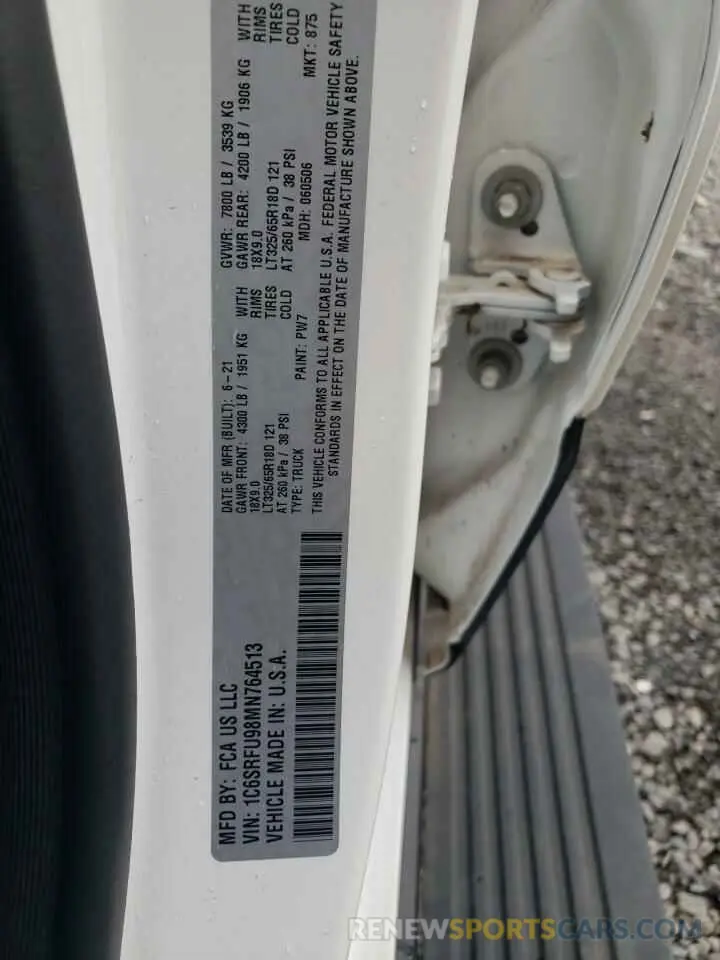 MFD BY: FCA US LLC
VIN: 1C6SRFU98MN764513
VEHICLE MADE IN: U.S.A.
DATE OF MFR (BUILT): 6-21
GAWR FRONT: 4300 LB / 1951 KG WITH
18X9.0 RIMS
LT325/65R18D 121 TIRES
AT 260 kPa / 38 PSI COLD
TYPE: TRUCK PAINT: PW7
GVWR: 7800 LB / 3539 KG
GAWR REAR: 4200 LB / 1906 KG WITH
18X9.0 RIMS
LT325/65R18D 121 TIRES
AT 260 kPa / 38 PSI COLD
MDH: 060506 MKT: 875
THIS VEHICLE CONFORMS TO ALL APPLICABLE U.S.A. FEDERAL MOTOR VEHICLE SAFETY
STANDARDS IN EFFECT ON THE DATE OF MANUFACTURE SHOWN ABOVE.
RENEWSPORTSCARS.COM